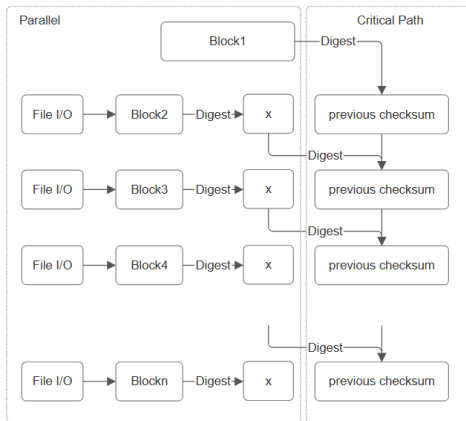 Parallel
Critical Path
Block1
Digest
File I/O
Block2
Digest
x
previous checksum
Digest
File I/O
Block3
Digest
x
previous checksum
Digest
File I/O
Block4
Digest
x
previous checksum
Digest
File I/O
Blockn
Digest
x
previous checksum